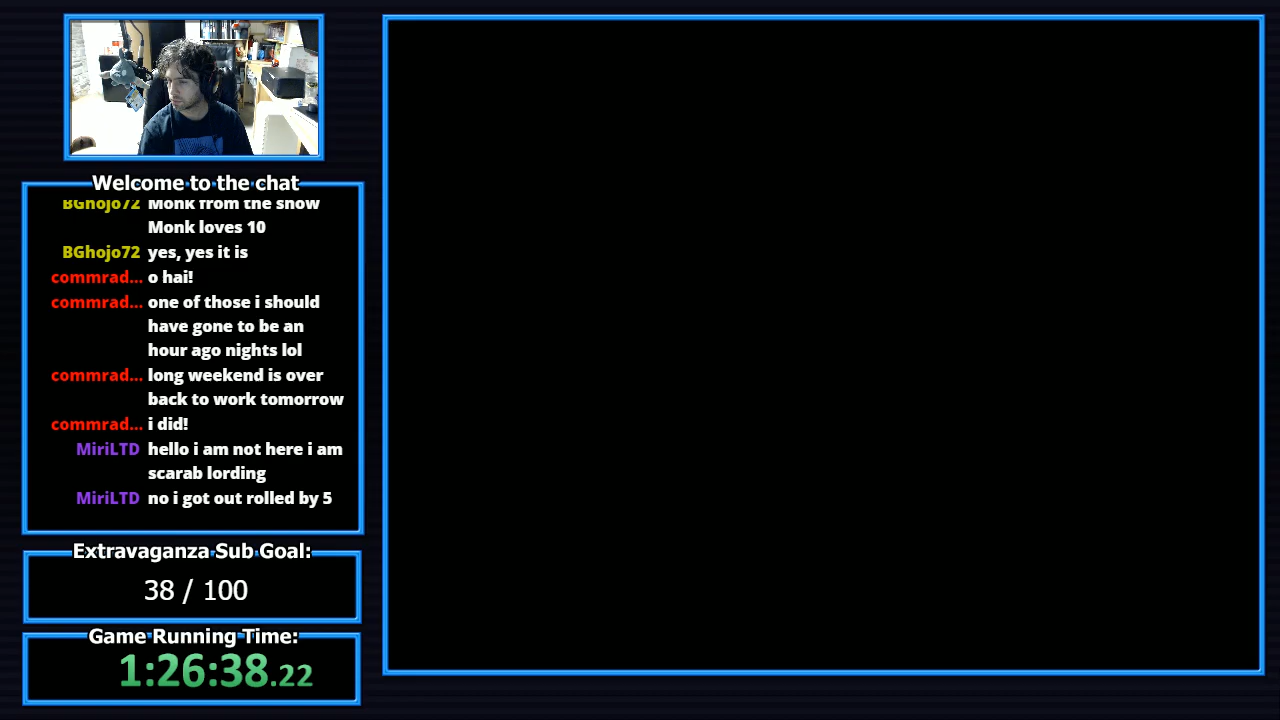 Welcome to the chat
BGhojo72 Monk from the show
Monk loves 10
BGhojo72 yes, yes it is
commrad... o hai!
commrad... one of those i should
have gone to be an
hour ago nights lol
commrad... long weekend is over
back to work tomorrow
commrad... i did!
MiriLTD hello i am not here i am
scarab lording
MiriLTD no i got out rolled by 5
Extravaganza Sub Goal:
38 / 100
Game Running Time:
1:26:38.22